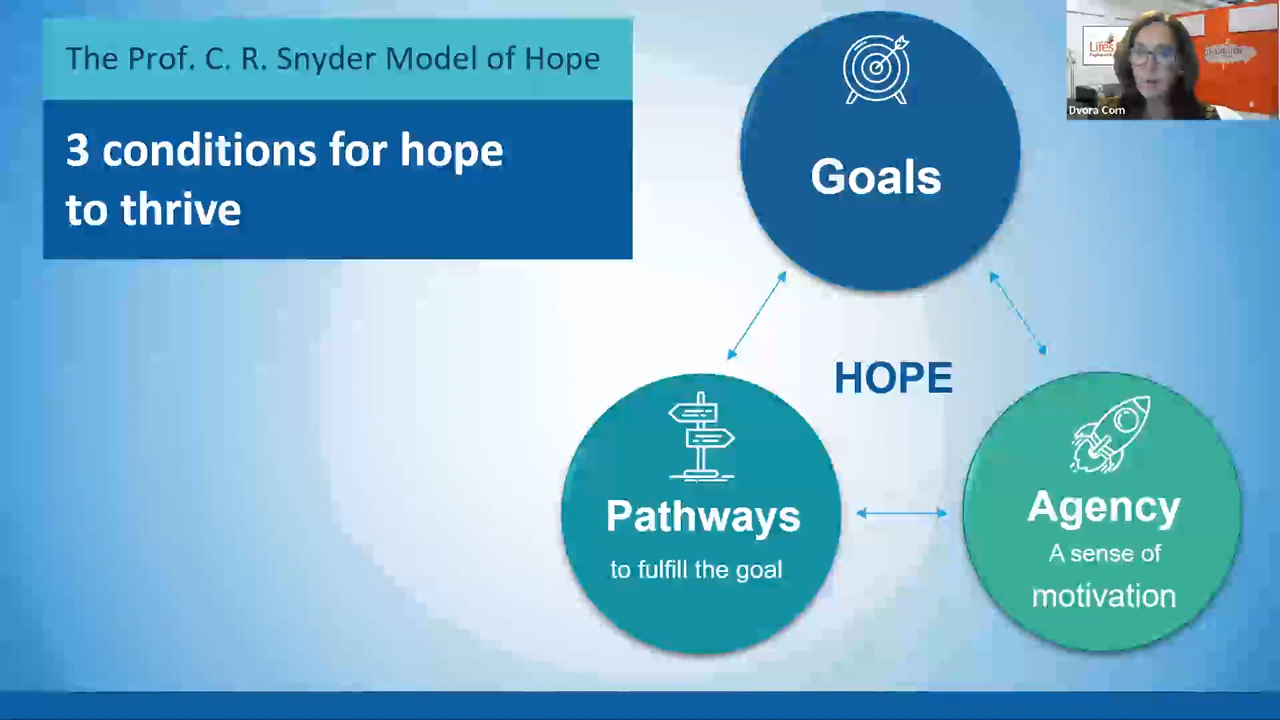 The Prof. C. R. Snyder Model of Hope
3 conditions for hope
to thrive
Goals
HOPE
Pathways
to fulfill the goal
Agency
A sense of
motivation
Dvora Corn